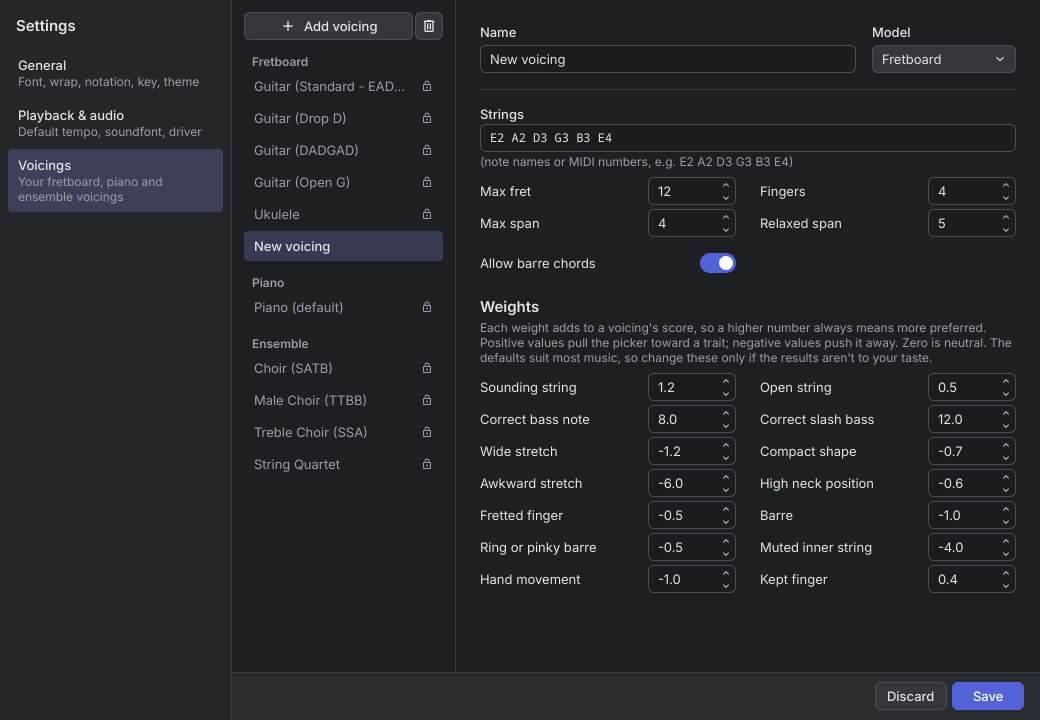 Settings
General
Font, wrap, notation, key, theme
Playback & audio
Default tempo, soundfont, driver
Voicings
Your fretboard, piano and
ensemble voicings
Add voicing
Fretboard
Guitar (Standard - EAD...
Guitar (Drop D)
Guitar (DADGAD)
Guitar (Open G)
Ukulele
New voicing
Piano
Piano (default)
Ensemble
Choir (SATB)
Male Choir (TTBB)
Treble Choir (SSA)
String Quartet
Name
Model
New voicing
Fretboard
Strings
E2 A2 D3 G3 B3 E4
(note names or MIDI numbers, e.g. E2 A2 D3 G3 B3 E4)
Max fret 12 Fingers 4
Max span 4 Relaxed span 5
Allow barre chords
Weights
Each weight adds to a voicing's score, so a higher number always means more preferred.
Positive values pull the picker toward a trait; negative values push it away. Zero is neutral. The
defaults suit most music, so change these only if the results aren't to your taste.
Sounding string 1.2 Open string 0.5
Correct bass note 8.0 Correct slash bass 12.0
Wide stretch -1.2 Compact shape -0.7
Awkward stretch -6.0 High neck position -0.6
Fretted finger -0.5 Barre -1.0
Ring or pinky barre -0.5 Muted inner string -4.0
Hand movement -1.0 Kept finger 0.4
Discard
Save